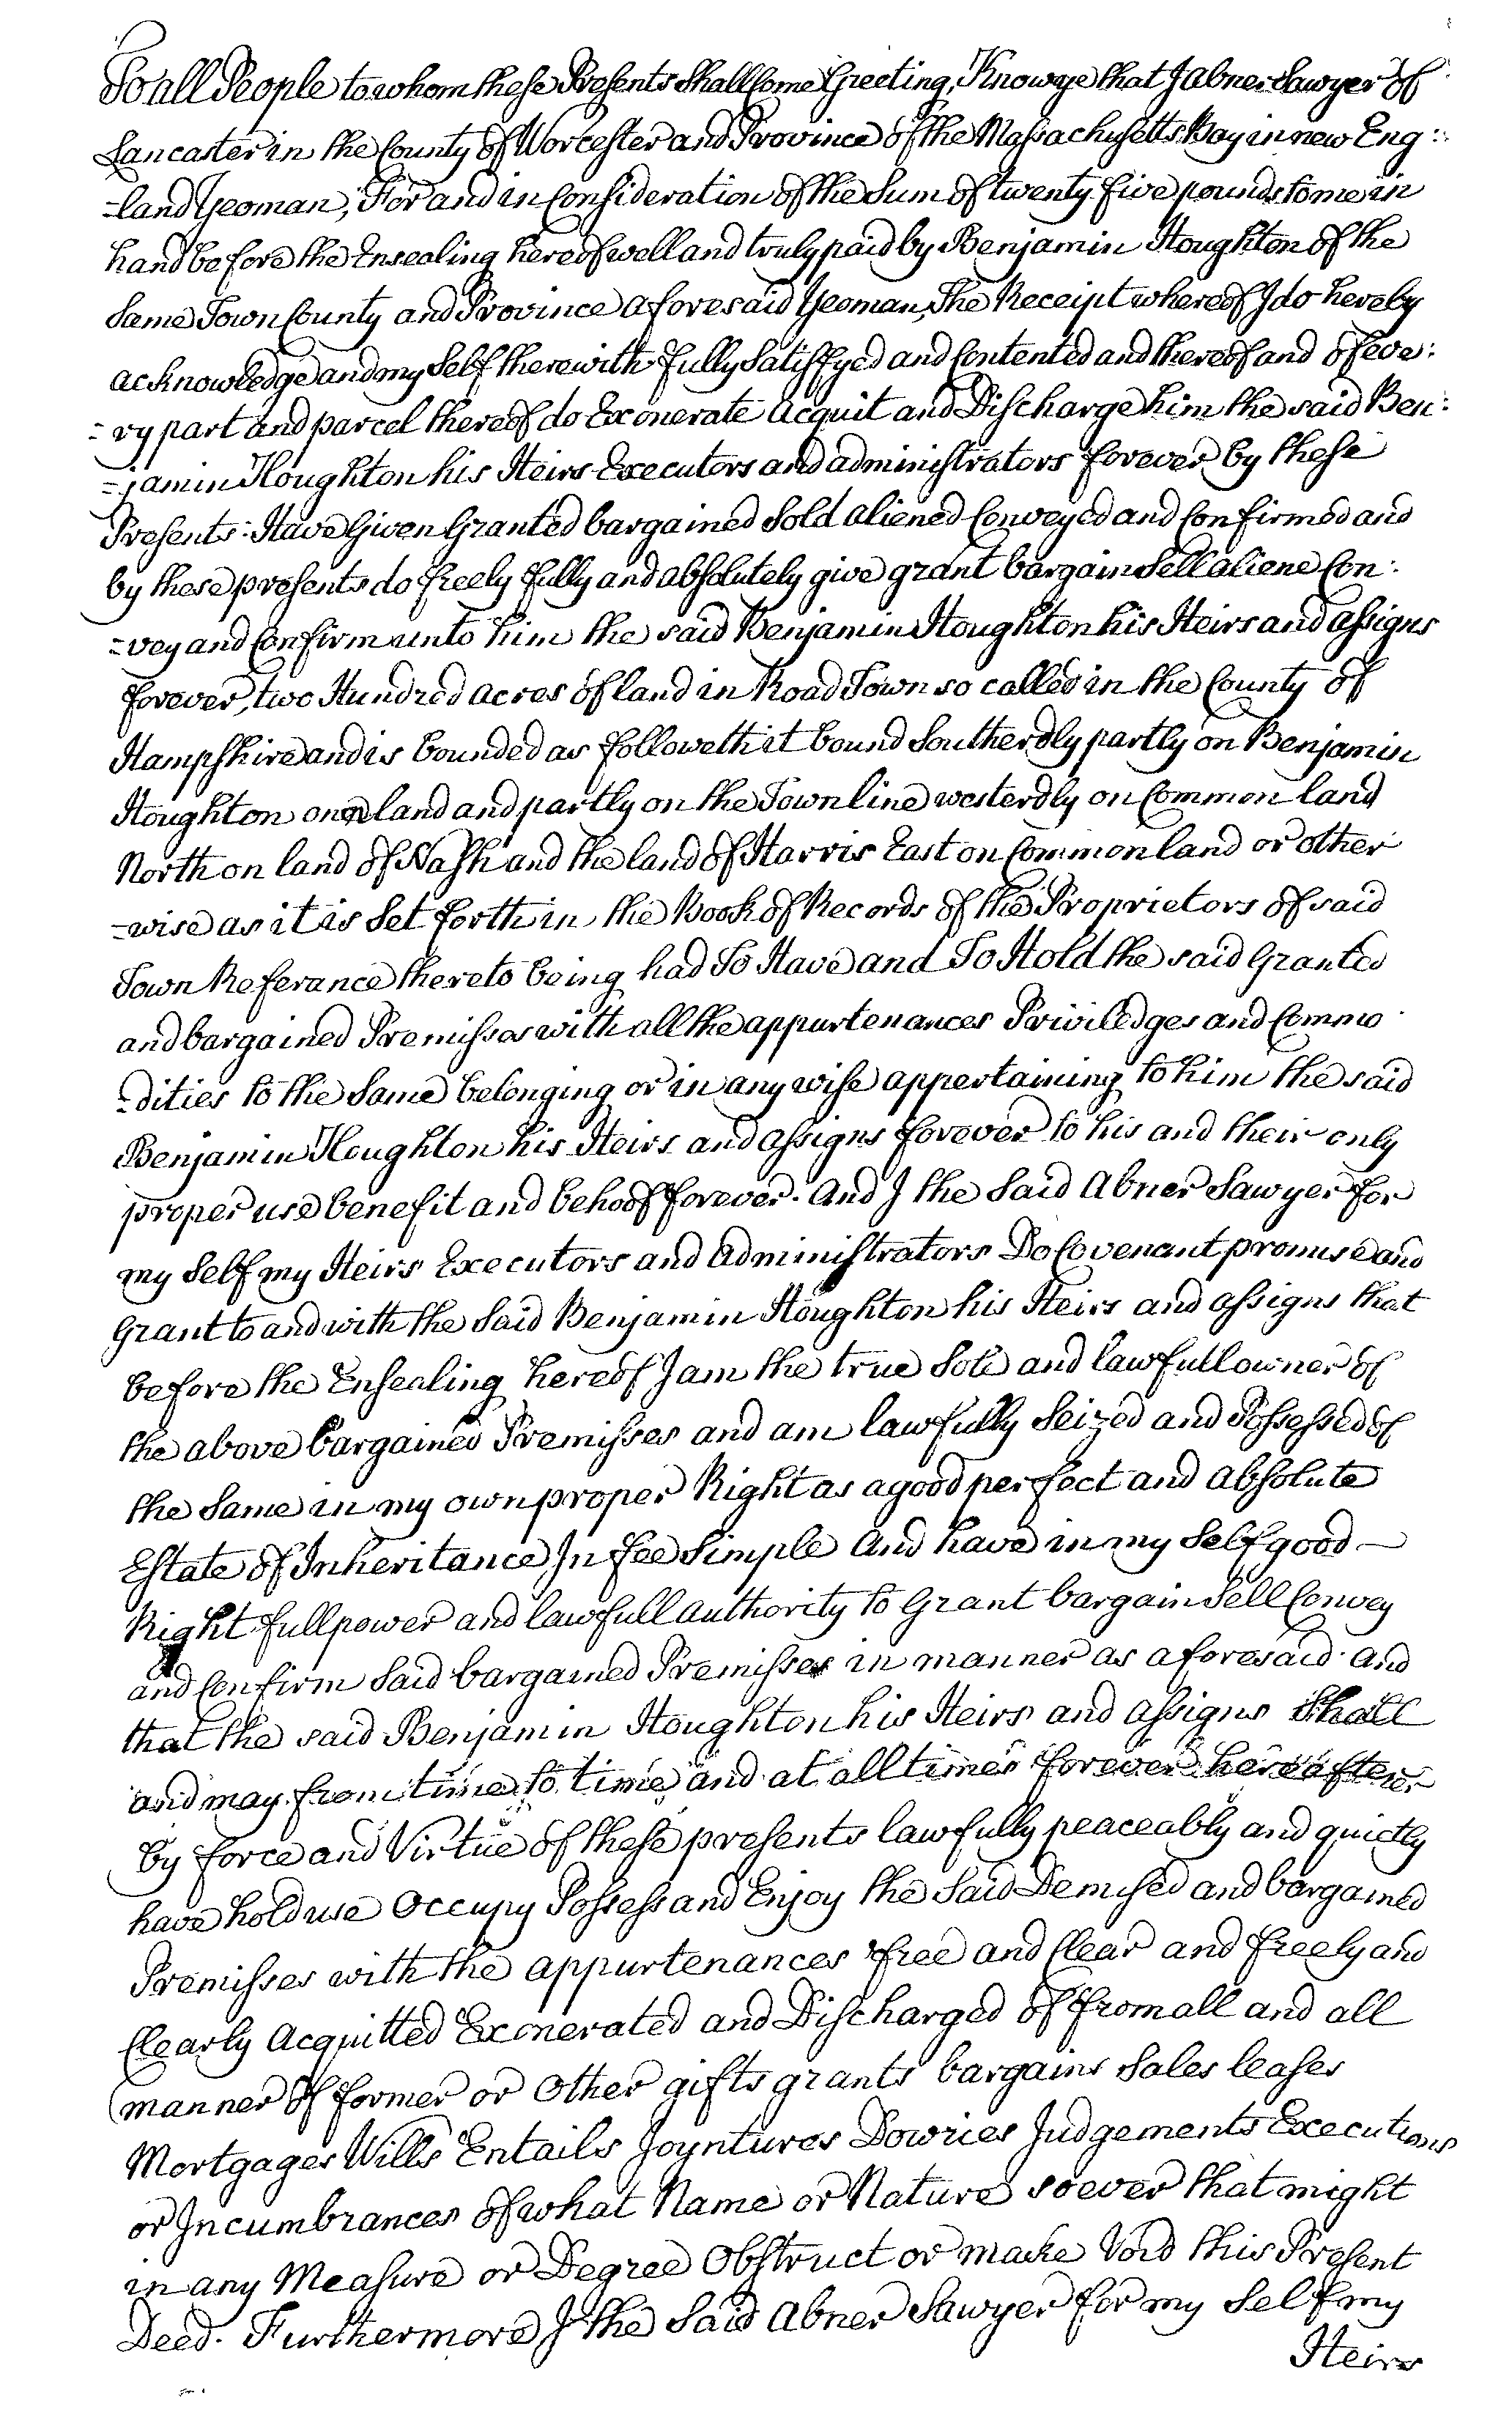 To all People to whom these Presents Shall Come Greeting, Know ye that I Abner Sawyer of
Lancaster in the County of Worcester and Province of the Massachusetts Bay in new Eng:
=land Yeoman, For and in Consideration of the Sum of twenty five pounds to me in
hand before the Ensealing hereof well and truly paid by Benjamin Houghton of the
Same Town County and Province aforesaid Yeoman, The Receipt whereof I do hereby
acknowledge and my Self therewith fully Satisfyed and Contented and thereof and of eve:
=ry part and parcel thereof do Exonerate acquit and Discharge him the said Ben:
=jamin Houghton his Heirs Executors and administrators forever by these
Presents: Have Given Granted bargained Sold aliened Conveyed and Confirmed and
by these presents do freely fully and absolutely give grant bargain Sell aliene Con:
=vey and Confirm unto him the said Benjamin Houghton his Heirs and assigns
forever, two Hundred acres of land in Road Town so called in the County of
Hampshire and is bounded as followeth it bound Southerdly partly on Benjamin
Houghton own land and partly on the Town line westerdly on Common land
North on land of Nash and the land of Harris East on Common land or other
=wise as it is Set forth in the Book of Records of the Proprietors of said
Town Referance thereto being had To Have and To Hold the said Granted
and bargained Premisses with all the appurtenances Priviledges and Commo
=dities to the Same belonging or in any wise appertaining to him the said
Benjamin Houghton his Heirs and assigns forever to his and their only
proper use benefit and behoof forever. And I the Said Abner Sawyer for
my Self my Heirs Executors and Administrators Do Covenant promise and
Grant to and with the Said Benjamin Houghton his Heirs and assigns that
before the Ensealing hereof I am the true Sole and lawfull owner of
the above bargained Premisses and am lawfully Seized and Possessed of
the Same in my own proper Right as a good perfect and absolute
Estate of Inheritance In fee Simple And have in my Self good —
Right full power and lawfull authority to Grant bargain Sell Convey
and Confirm Said bargained Premisses in manner as aforesaid. and
that the said Benjamin Houghton his Heirs and assigns Shall
and may from time to time and at all times forever hereafter
by force and Virtue of these presents lawfully peaceably and quietly
have hold use Occupy Possess and Enjoy the Said Demised and bargained
Premisses with the appurtenances free and Clear and freely and
Clearly Acquitted Exonerated and Discharged of from all and all
manner of former or Other gifts grants bargains Sales leases
Mortgages Wills Entails Joyntures Dowries Judgements Executions
or Incumbrances of what Name or Nature soever that might
in any Measure or Degree Obstruct or make Void this Present
Deed. Furthermore I the Said Abner Sawyer for my Self my
Heirs